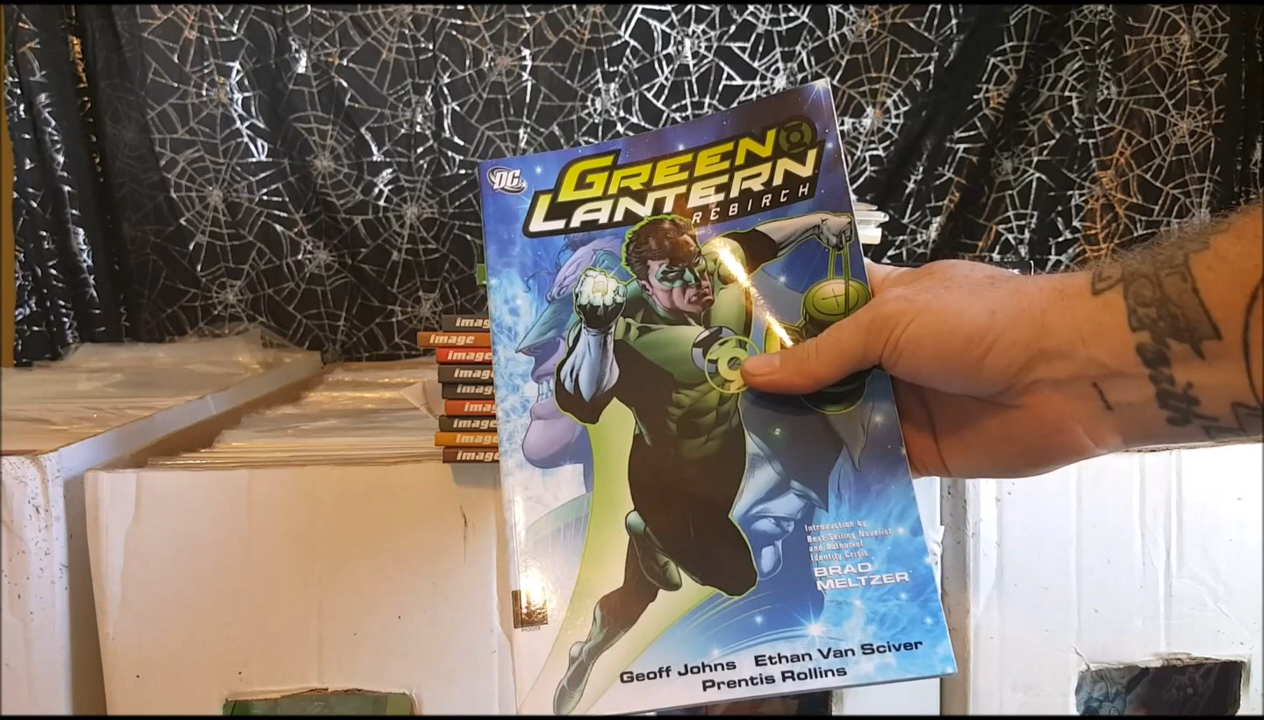 DC
GREEN
LANTERN
REBIRTH
image
image
image
image
image
image
image
image
image
Introduction by
Best-Selling Novelist
and Author of
Identity Crisis
BRAD
MELTZER
Geoff Johns Ethan Van Sciver
Prentis Rollins